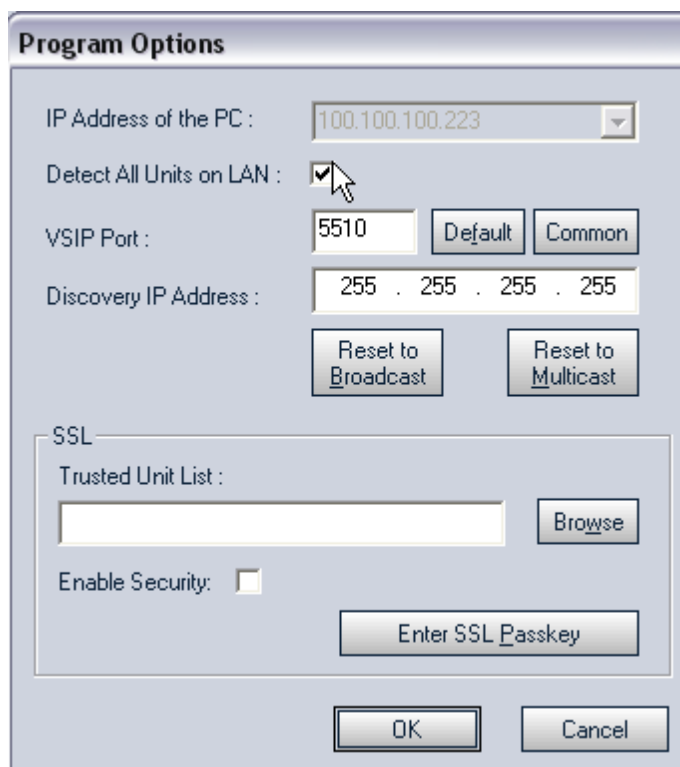 Program Options
IP Address of the PC : 100.100.100.223
Detect All Units on LAN :
VSIP Port : 5510 Default Common
Discovery IP Address : 255 . 255 . 255 . 255
Reset to Broadcast
Reset to Multicast
SSL
Trusted Unit List :
Browse
Enable Security:
Enter SSL Passkey
OK Cancel